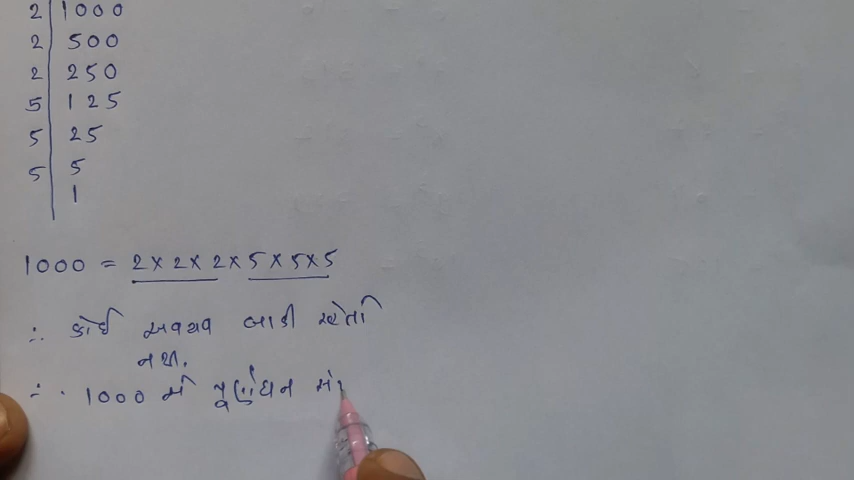 2 | 1000
2 | 500
2 | 250
5 | 125
5 | 25
5 | 5
1
1000 = 2 × 2 × 2 × 5 × 5 × 5
∴ કોઈ અવયવ બાકી રહેતો
નથી.
∴ 1000 એ પૂર્ણઘન સં